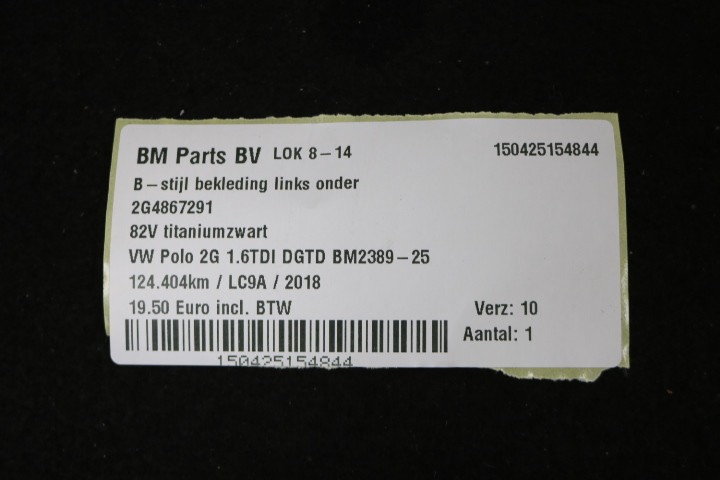 BM Parts BV LOK 8-14 150425154844
B-stijl bekleding links onder
2G4867291
82V titaniumzwart
VW Polo 2G 1.6TDI DGTD BM2389-25
124.404km / LC9A / 2018
19.50 Euro incl. BTW Verz: 10
Aantal: 1
150425154844